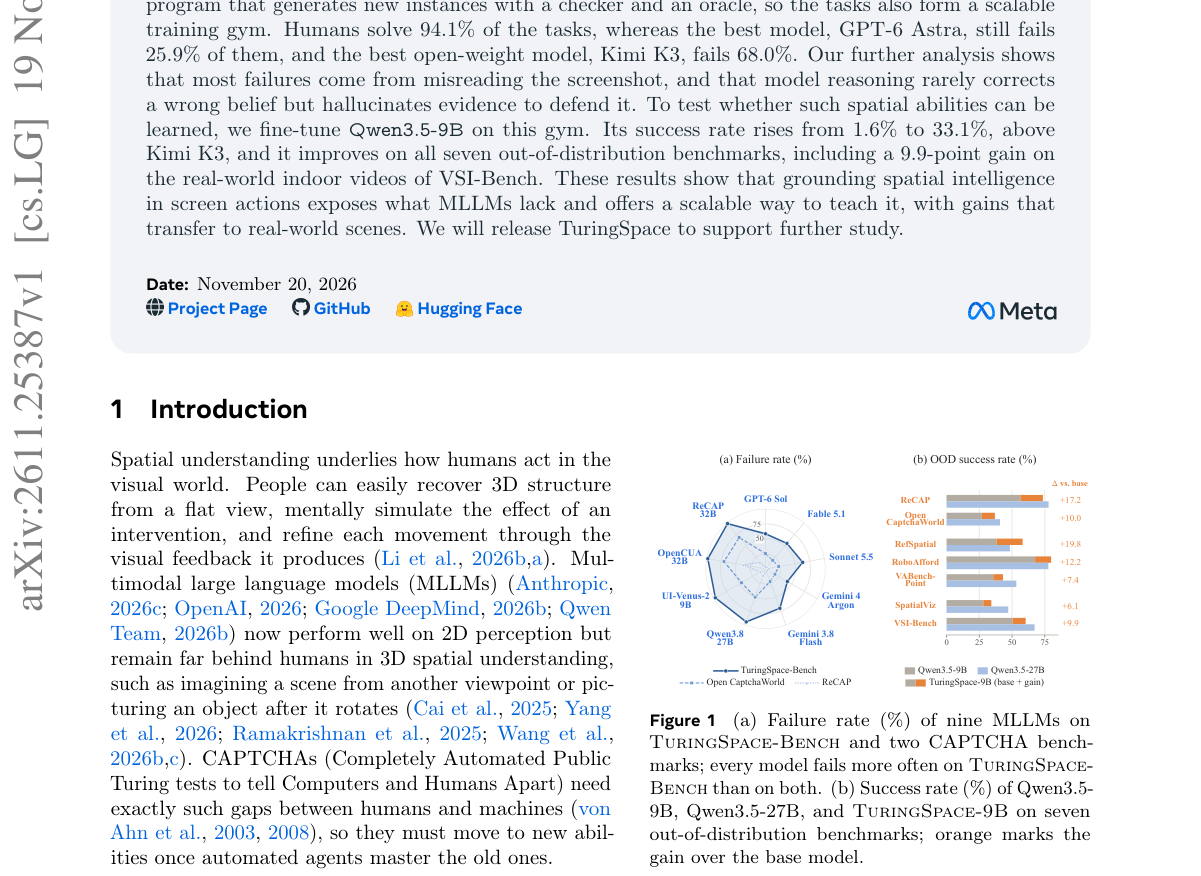 program that generates new instances with a checker and an oracle, so the tasks also form a scalable
training gym. Humans solve 94.1% of the tasks, whereas the best model, GPT-6 Astra, still fails
25.9% of them, and the best open-weight model, Kimi K3, fails 68.0%. Our further analysis shows
that most failures come from misreading the screenshot, and that model reasoning rarely corrects
a wrong belief but hallucinates evidence to defend it. To test whether such spatial abilities can be
learned, we fine-tune Qwen3.5-9B on this gym. Its success rate rises from 1.6% to 33.1%, above
Kimi K3, and it improves on all seven out-of-distribution benchmarks, including a 9.9-point gain on
the real-world indoor videos of VSI-Bench. These results show that grounding spatial intelligence
in screen actions exposes what MLLMs lack and offers a scalable way to teach it, with gains that
transfer to real-world scenes. We will release TuringSpace to support further study.
Date: November 20, 2026
Project Page GitHub Hugging Face
Meta
arXiv:2611.25387v1 [cs.LG] 19 No
1 Introduction
Spatial understanding underlies how humans act in the
visual world. People can easily recover 3D structure
from a flat view, mentally simulate the effect of an
intervention, and refine each movement through the
visual feedback it produces (Li et al., 2026b,a). Mul-
timodal large language models (MLLMs) (Anthropic,
2026c; OpenAI, 2026; Google DeepMind, 2026b; Qwen
Team, 2026b) now perform well on 2D perception but
remain far behind humans in 3D spatial understanding,
such as imagining a scene from another viewpoint or pic-
turing an object after it rotates (Cai et al., 2025; Yang
et al., 2026; Ramakrishnan et al., 2025; Wang et al.,
2026b,c). CAPTCHAs (Completely Automated Public
Turing tests to tell Computers and Humans Apart) need
exactly such gaps between humans and machines (von
Ahn et al., 2003, 2008), so they must move to new abil-
ities once automated agents master the old ones.
(a) Failure rate (%)
GPT-6 Sol
Fable 5.1
Sonnet 5.5
Gemini 4
Argon
Gemini 3.8
Flash
Qwen3.8
27B
UI-Venus-2
9B
OpenCUA
32B
ReCAP
32B
75
50
TuringSpace-Bench
Open CaptchaWorld
ReCAP
(b) OOD success rate (%)
Δ vs. base
ReCAP +17.2
Open
CaptchaWorld +10.0
RefSpatial +19.8
RoboAfford +12.2
VABench-
Point +7.4
SpatialViz +6.1
VSI-Bench +9.9
0 25 50 75
Qwen3.5-9B Qwen3.5-27B
TuringSpace-9B (base + gain)
Figure 1 (a) Failure rate (%) of nine MLLMs on
TURINGSPACE-BENCH and two CAPTCHA bench-
marks; every model fails more often on TURINGSPACE-
BENCH than on both. (b) Success rate (%) of Qwen3.5-
9B, Qwen3.5-27B, and TURINGSPACE-9B on seven
out-of-distribution benchmarks; orange marks the
gain over the base model.